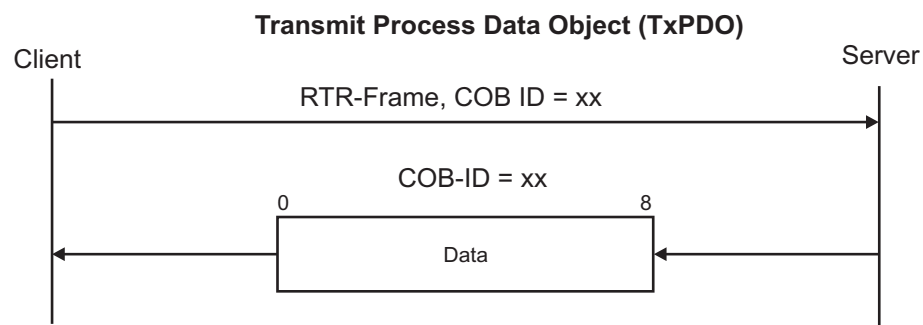 Transmit Process Data Object (TxPDO)
Client
Server
RTR-Frame, COB ID = xx
COB-ID = xx
0
8
Data